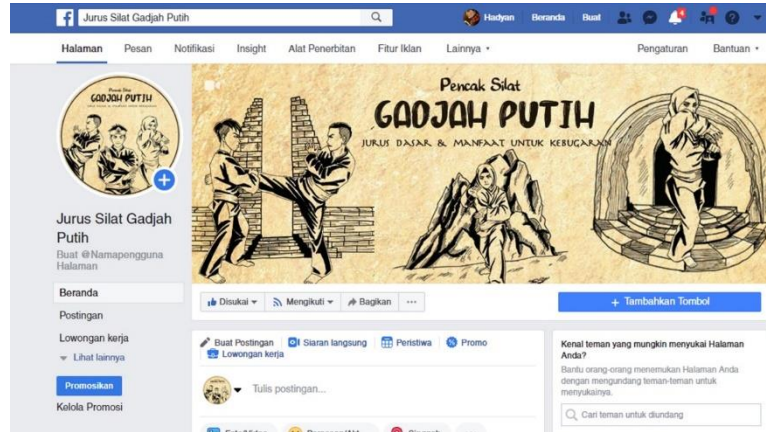 Jurus Silat Gadjah Putih
Hadyan Beranda Buat
Halaman Pesan Notifikasi Insight Alat Penerbitan Fitur Iklan Lainnya Pengaturan Bantuan
Pencak Silat
GADJAH PUTIH
Pencak Silat
GADJAH PUTIH
JURUS DASAR & MANFAAT UNTUK KEBUGARAN
Jurus Silat Gadjah
Putih
Buat @Namapengguna
Halaman
Beranda
Postingan
Lowongan kerja
Lihat lainnya
Promosikan
Kelola Promosi
Disukai Mengikuti Bagikan ...
+ Tambahkan Tombol
Buat Postingan Siaran langsung Peristiwa Promo
Lowongan kerja
Tulis postingan...
Kenal teman yang mungkin menyukai Halaman
Anda?
Bantu orang-orang menemukan Halaman Anda
dengan mengundang teman-teman untuk
menyukainya.
Cari teman untuk diundang